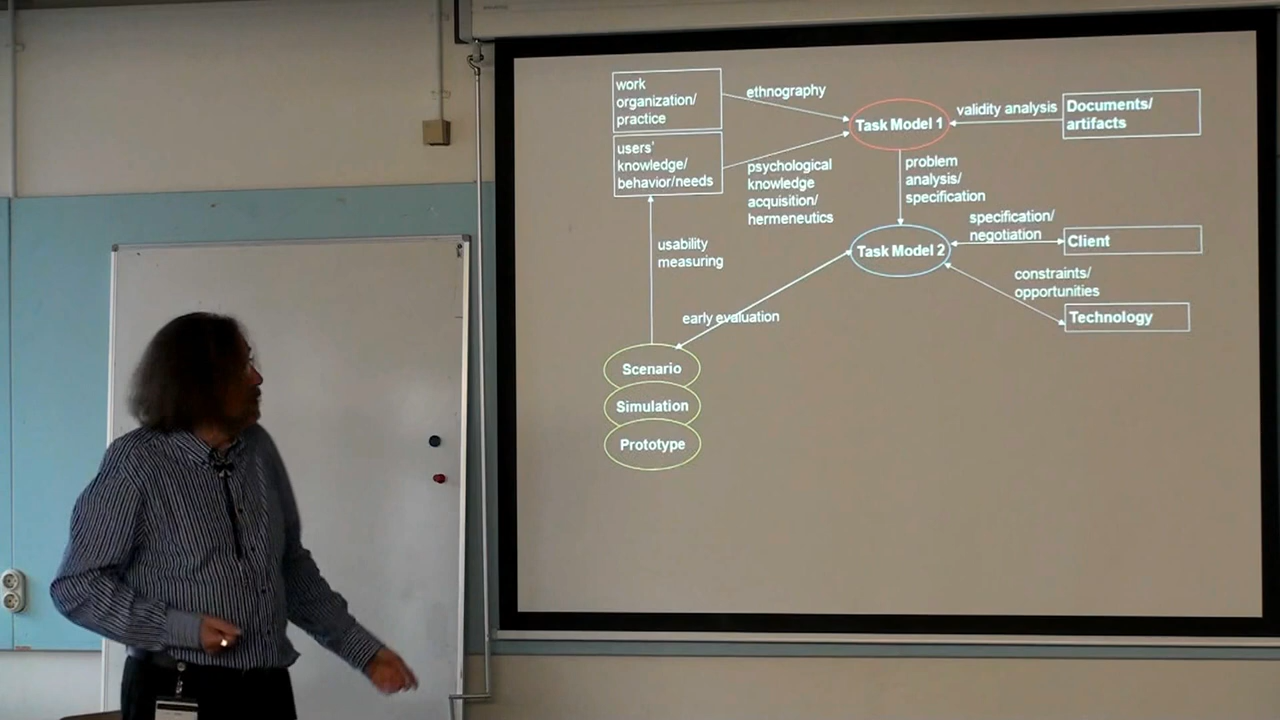 work
organization/
practice
users'
knowledge/
behavior/needs
ethnography
psychological
knowledge
acquisition/
hermeneutics
Task Model 1
validity analysis
Documents/
artifacts
problem
analysis/
specification
Task Model 2
specification/
negotiation
Client
constraints/
opportunities
Technology
usability
measuring
early evaluation
Scenario
Simulation
Prototype